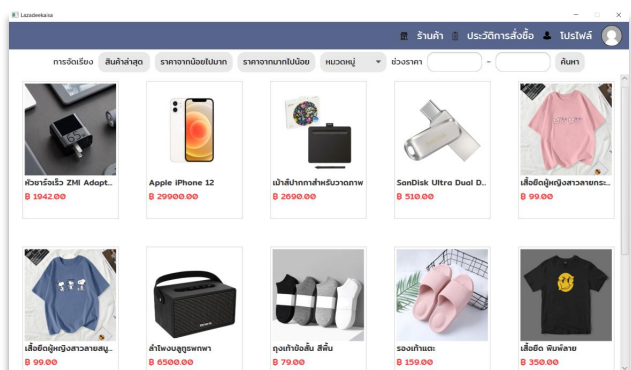 Lazadeekaisa
ร้านค้า ประวัติการสั่งซื้อ โปรไฟล์
การจัดเรียง สินค้าล่าสุด ราคาจากน้อยไปมาก ราคาจากมากไปน้อย หมวดหมู่ ช่วงราคา - ค้นหา
หัวชาร์จเร็ว ZMI Adapt... Apple iPhone 12 เม้าส์ปากกาสำหรับวาดภาพ SanDisk Ultra Dual D... เสื้อยืดผู้หญิงสาวลายกระ...
฿ 1942.00 ฿ 29900.00 ฿ 2690.00 ฿ 510.00 ฿ 99.00
เสื้อยืดผู้หญิงสาวลายสนู... ลำโพงบลูทูธพกพา ถุงเท้าข้อสั้น สีพื้น รองเท้าแตะ เสื้อยืด พิมพ์ลาย
฿ 99.00 ฿ 6500.00 ฿ 79.00 ฿ 159.00 ฿ 350.00